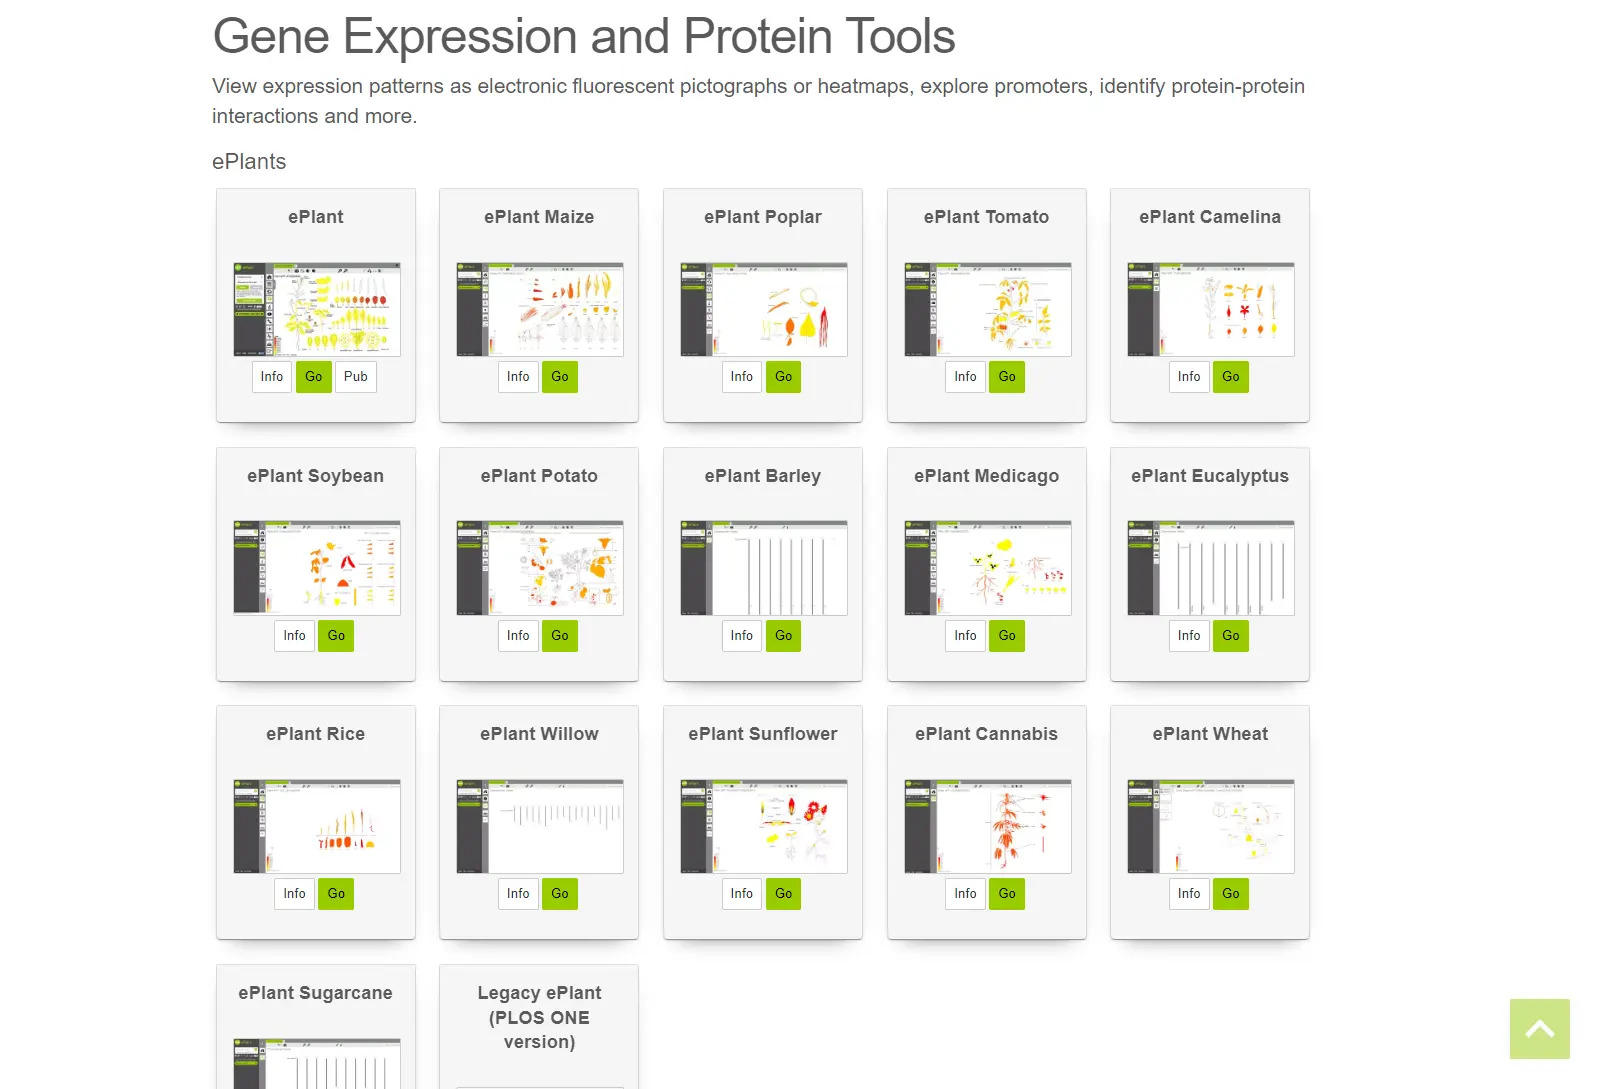 Gene Expression and Protein Tools
View expression patterns as electronic fluorescent pictographs or heatmaps, explore promoters, identify protein-protein
interactions and more.
ePlants
ePlant
ePlant Maize
ePlant Poplar
ePlant Tomato
ePlant Camelina
Info Go Pub
Info Go
Info Go
Info Go
Info Go
ePlant Soybean
ePlant Potato
ePlant Barley
ePlant Medicago
ePlant Eucalyptus
Info Go
Info Go
Info Go
Info Go
Info Go
ePlant Rice
ePlant Willow
ePlant Sunflower
ePlant Cannabis
ePlant Wheat
Info Go
Info Go
Info Go
Info Go
Info Go
ePlant Sugarcane
Legacy ePlant
(PLOS ONE
version)